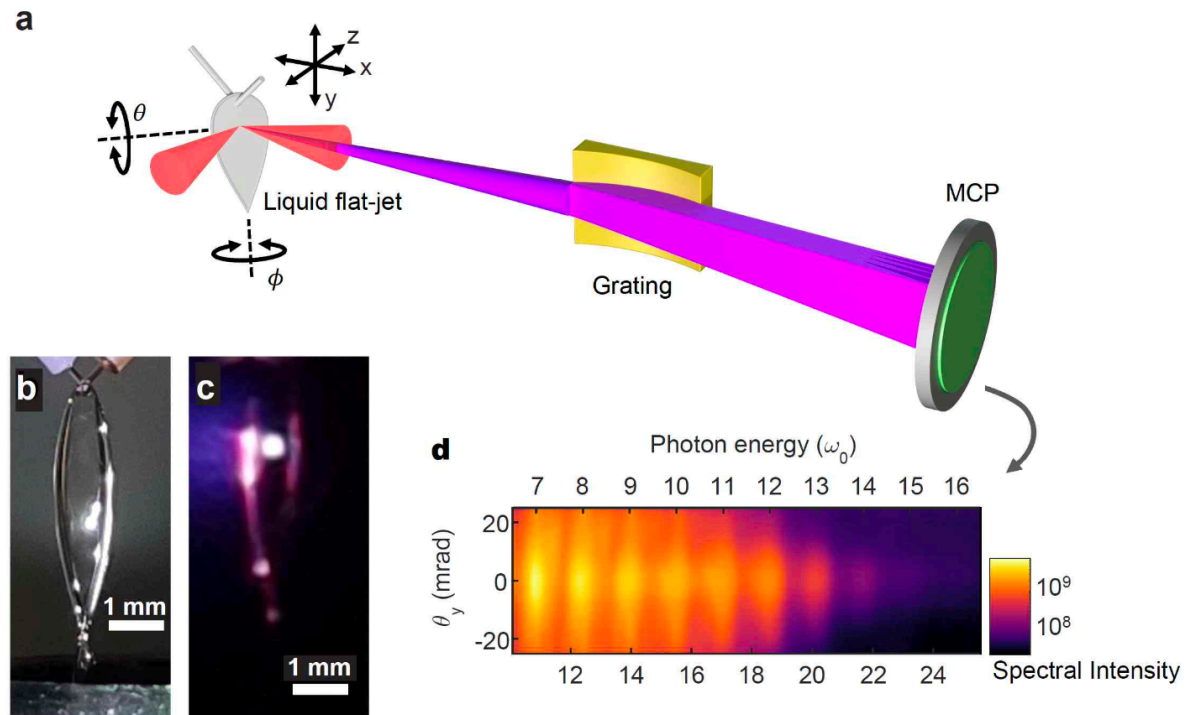 a
z
x
y
θ
Liquid flat-jet
ϕ
Grating
MCP
b
1 mm
c
1 mm
d
Photon energy (ω₀)
7 8 9 10 11 12 13 14 15 16
θ_y (mrad)
20
0
-20
12 14 16 18 20 22 24
10⁹
10⁸
Spectral Intensity